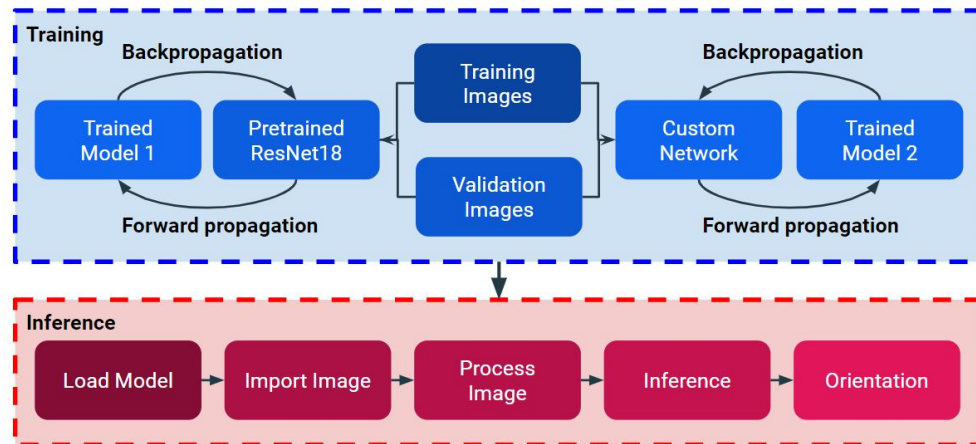 Training
Backpropagation
Backpropagation
Training
Images
Trained
Model 1
Pretrained
ResNet18
Custom
Network
Trained
Model 2
Validation
Images
Forward propagation
Forward propagation
Inference
Load Model
Import Image
Process
Image
Inference
Orientation